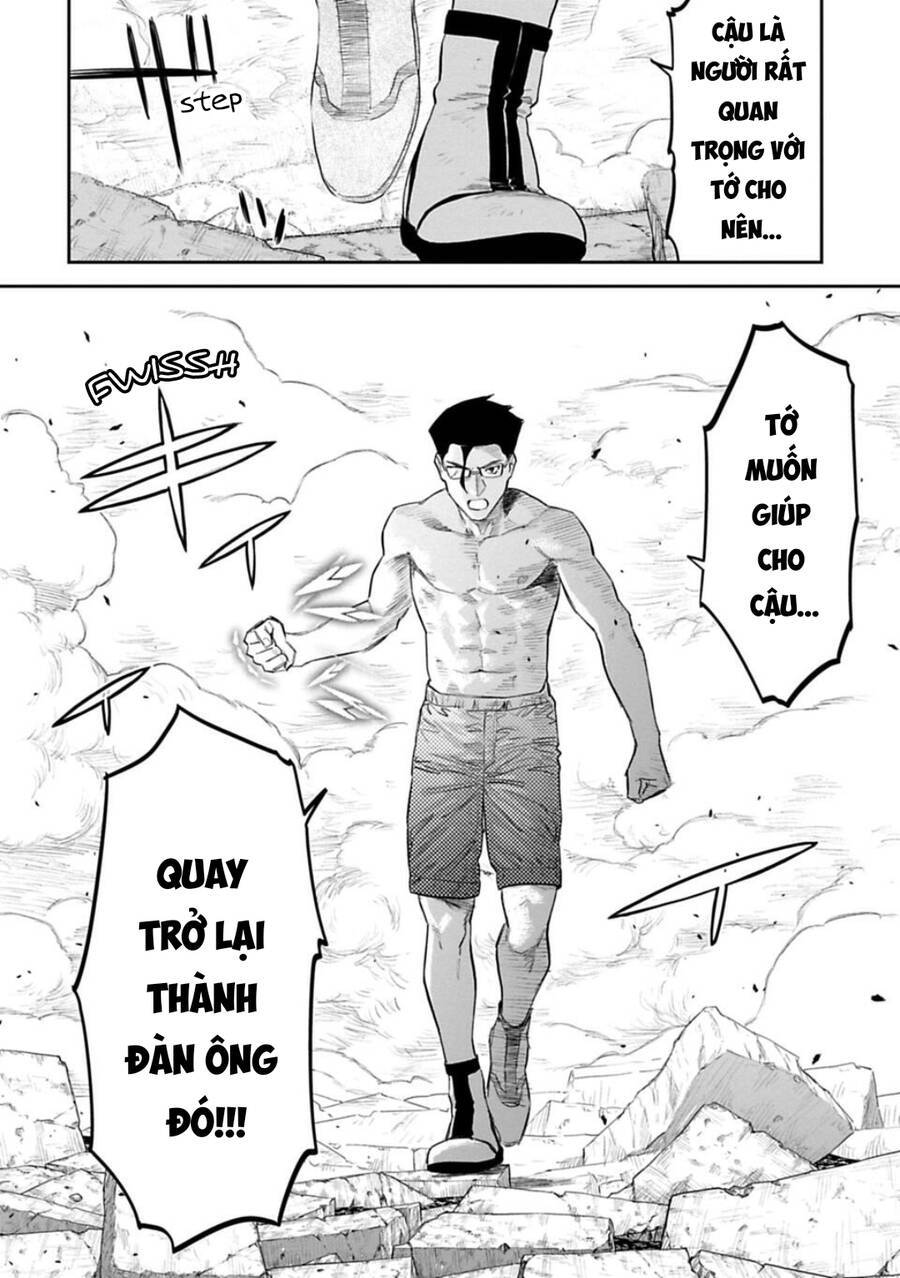 CẬU LÀ
NGƯỜI RẤT
QUAN
TRỌNG VỚI
TỚ CHO
NÊN...
step
FWISSH
TỚ
MUỐN
GIÚP
CHO
CẬU...
QUAY
TRỞ LẠI
THÀNH
ĐÀN ÔNG
ĐÓ!!!